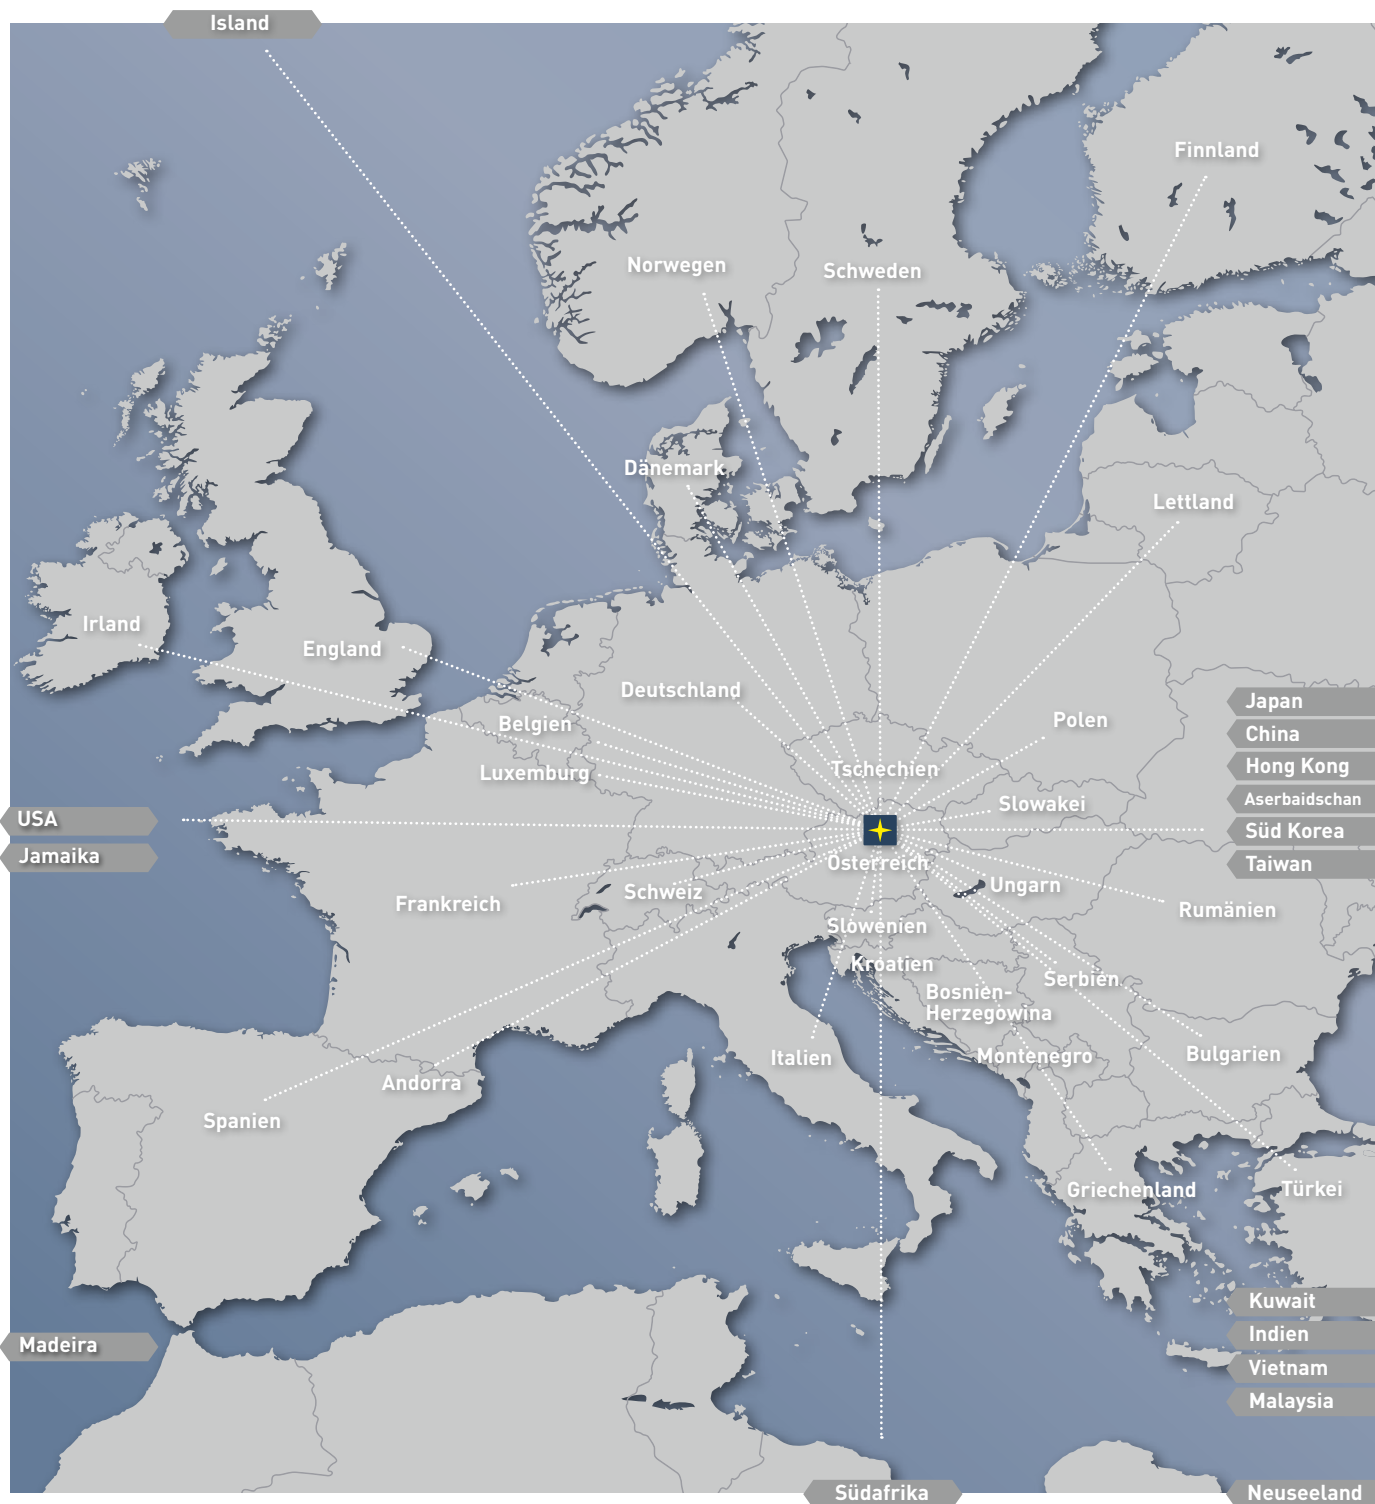 Island
Finnland
Norwegen
Schweden
Dänemark
Lettland
Irland
England
Deutschland
Belgien
Polen
Japan
China
Luxemburg
Tschechien
Hong Kong
Slowakei
Aserbaidschan
USA
Süd Korea
Jamaika
Österreich
Taiwan
Frankreich
Schweiz
Ungarn
Rumänien
Slowenien
Kroatien
Serbien
Bosnien-
Herzegowina
Italien
Montenegro
Bulgarien
Andorra
Spanien
Griechenland
Türkei
Kuwait
Indien
Madeira
Vietnam
Malaysia
Südafrika
Neuseeland